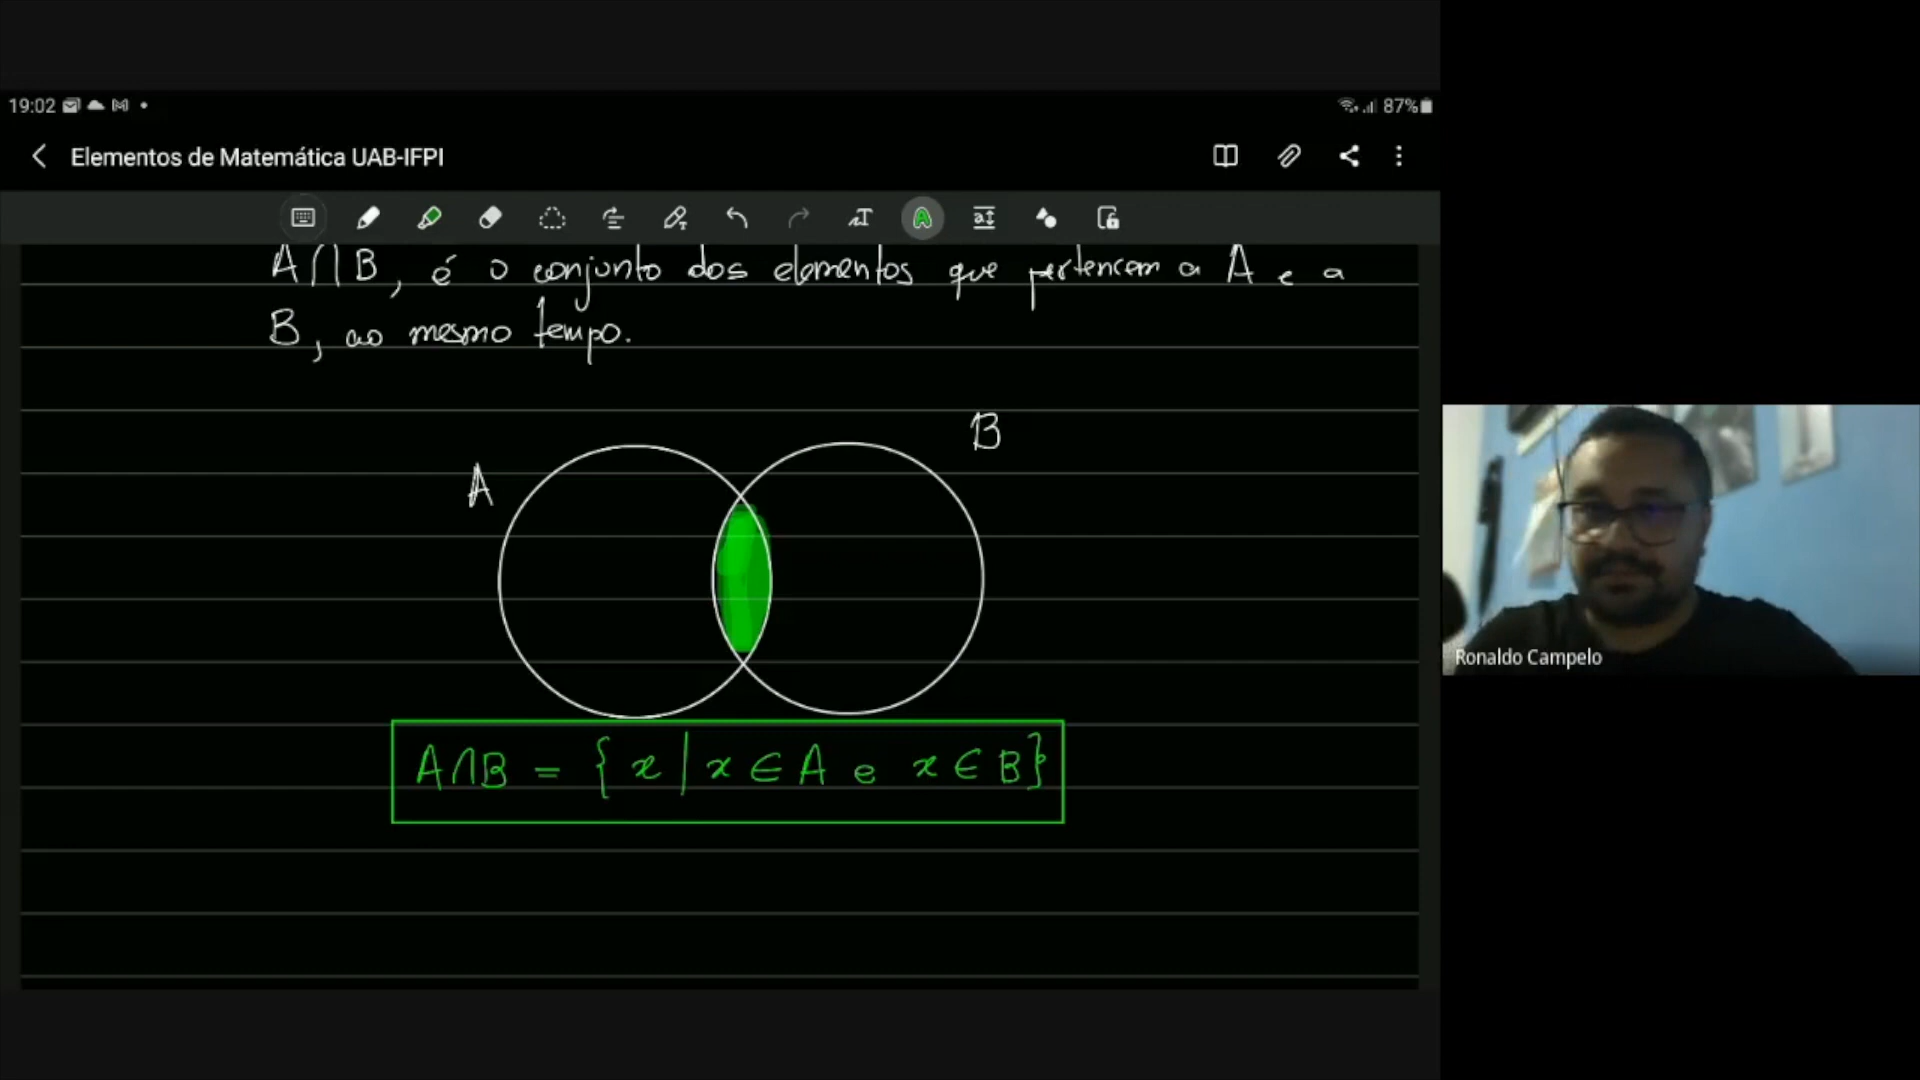 19:02
87%
Elementos de Matemática UAB-IFPI
A∩B, é o conjunto dos elementos que pertencem a A e a
B, ao mesmo tempo.
A
B
A∩B = {x | x ∈ A e x ∈ B}
Ronaldo Campelo